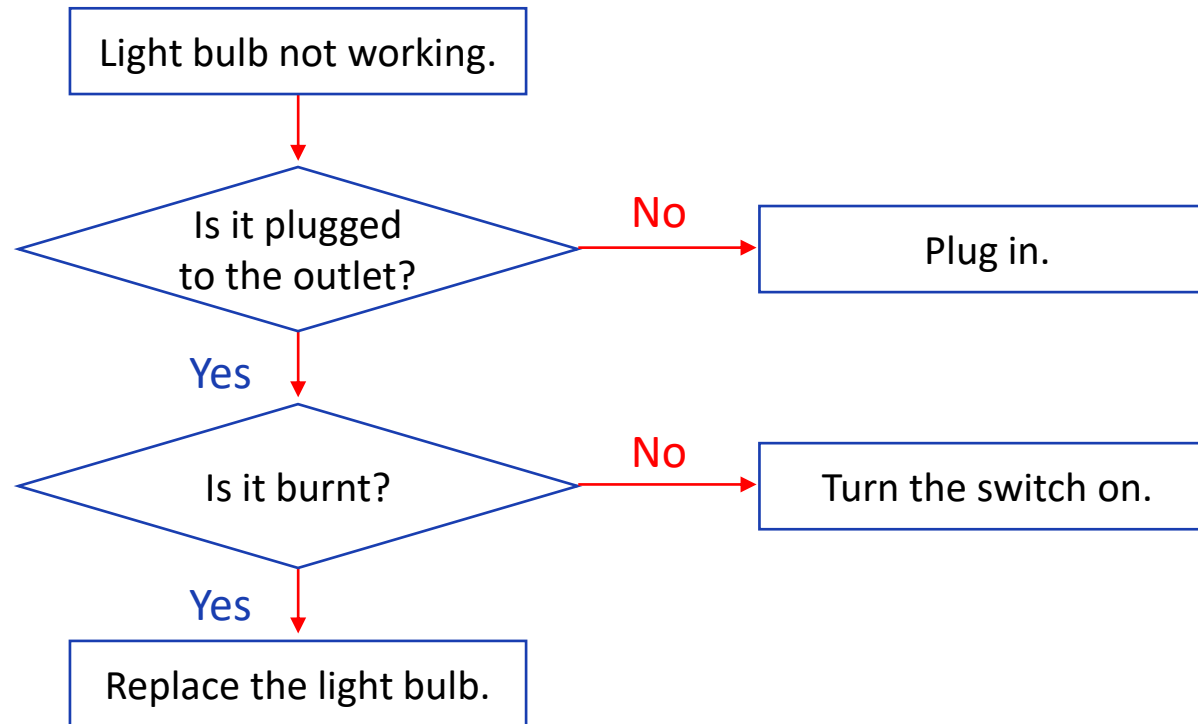 Light bulb not working.
Is it plugged
to the outlet?
No
Plug in.
Yes
Is it burnt?
No
Turn the switch on.
Yes
Replace the light bulb.